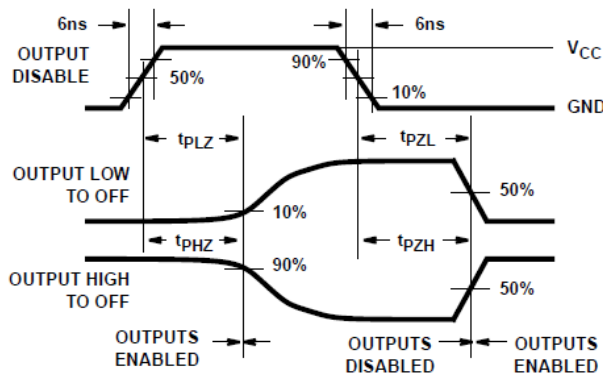 6ns
6ns
OUTPUT
DISABLE
50%
90%
10%
VCC
GND
tPLZ
tPZL
OUTPUT LOW
TO OFF
10%
50%
tPHZ
tPZH
OUTPUT HIGH
TO OFF
90%
50%
OUTPUTS
ENABLED
OUTPUTS
DISABLED
OUTPUTS
ENABLED